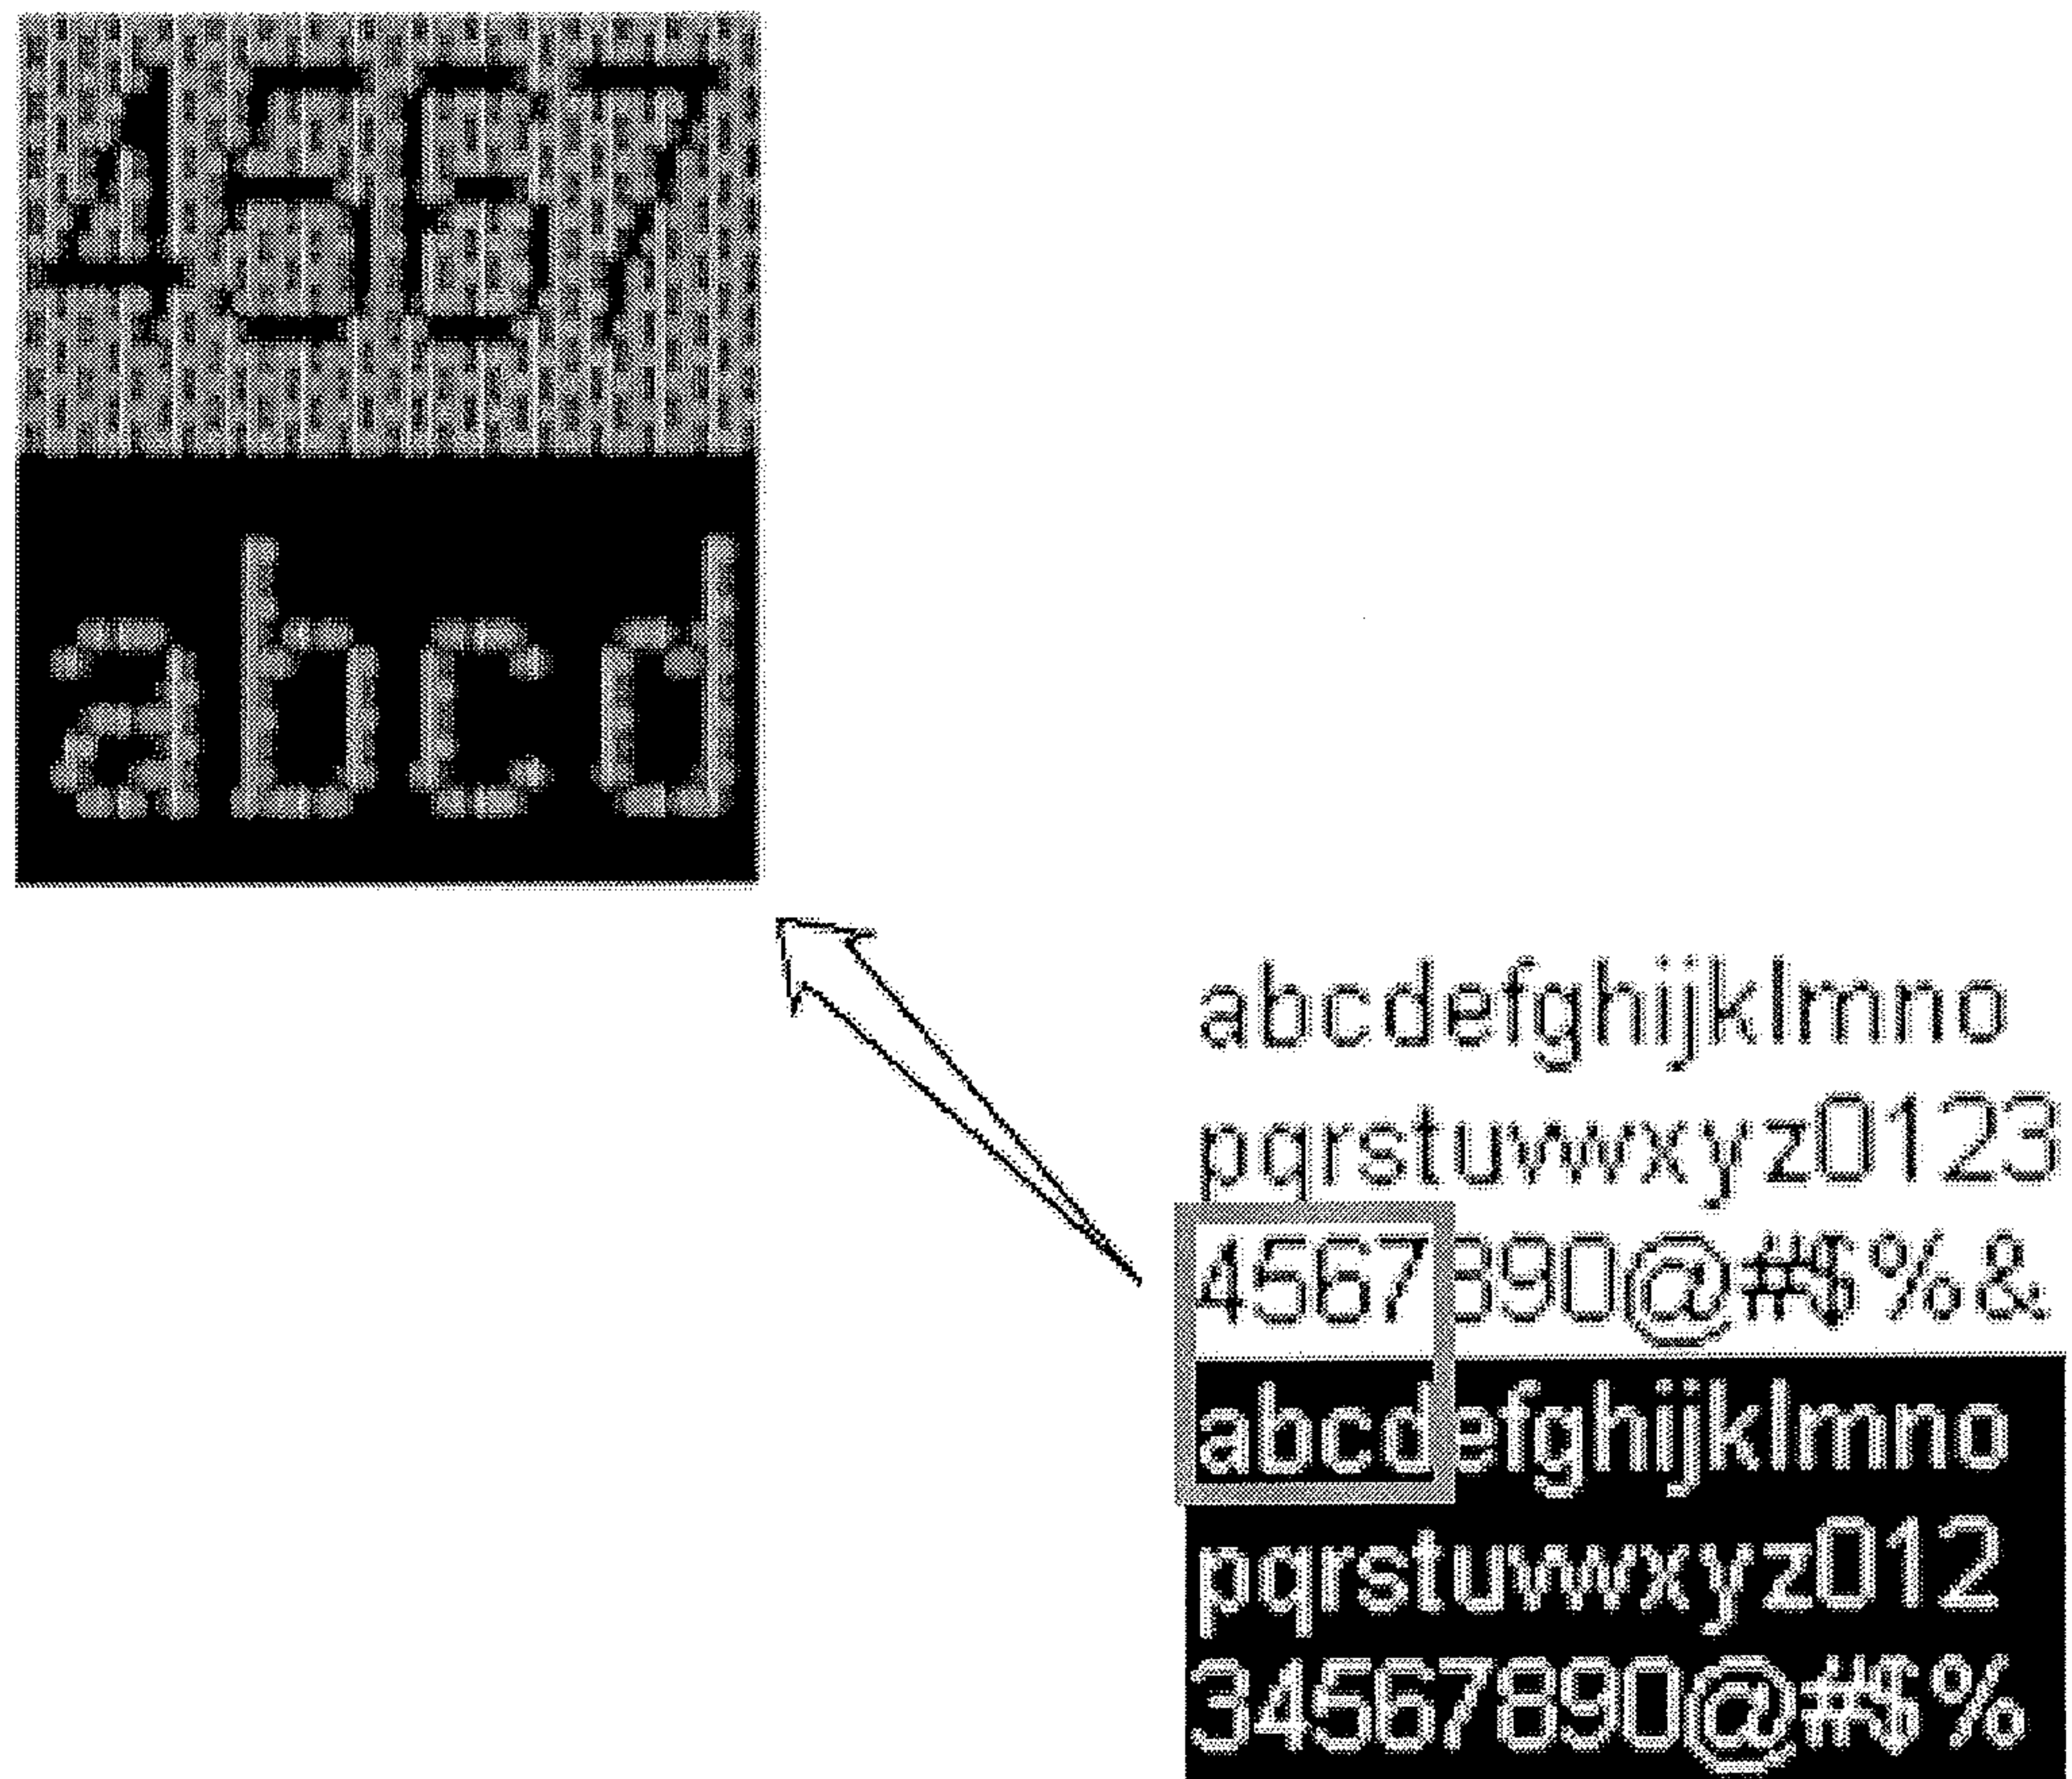 4567
abcd
abcdefghijklmno
pqrstuvwxyz0123
4567890@#$%&
abcdefghijklmno
pqrstuvwxyz012
34567890@#$%